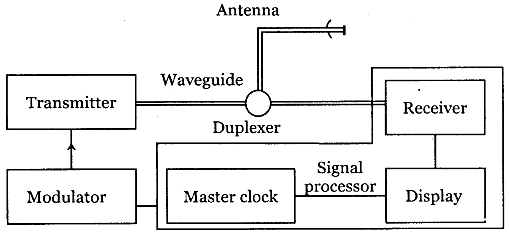 Antenna
Waveguide
Transmitter
Receiver
Duplexer
Signal
processor
Modulator
Master clock
Display